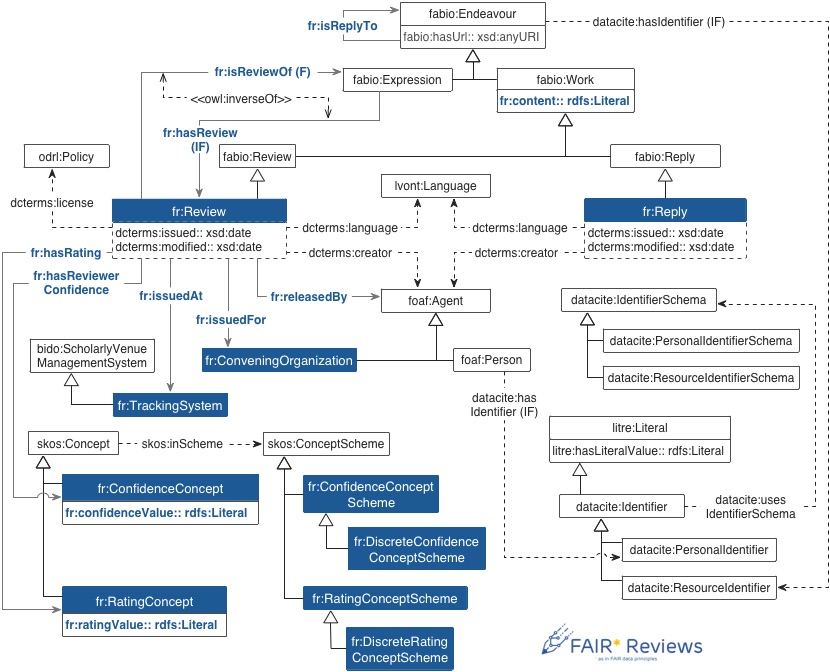 fabio:Endeavour
fabio:hasUrl:: xsd:anyURI
fr:isReplyTo
datacite:hasIdentifier (IF)
fr:isReviewOf (F)
fabio:Expression
fabio:Work
fr:content:: rdfs:Literal
<<owl:inverseOf>>
fr:hasReview
(IF)
odrl:Policy
fabio:Review
fabio:Reply
dcterms:license
lvont:Language
fr:Review
dcterms:issued:: xsd:date
dcterms:modified:: xsd:date
dcterms:language
dcterms:creator
dcterms:language
dcterms:creator
fr:Reply
dcterms:issued:: xsd:date
dcterms:modified:: xsd:date
fr:hasRating
fr:hasReviewer
Confidence
fr:issuedAt
fr:issuedFor
fr:releasedBy
foaf:Agent
datacite:IdentifierSchema
datacite:PersonalIdentifierSchema
datacite:ResourceIdentifierSchema
bido:ScholarlyVenue
ManagementSystem
fr:ConveningOrganization
foaf:Person
fr:TrackingSystem
datacite:has
Identifier (IF)
skos:Concept
skos:inScheme
skos:ConceptScheme
litre:Literal
litre:hasLiteralValue:: rdfs:Literal
fr:ConfidenceConcept
fr:confidenceValue:: rdfs:Literal
fr:ConfidenceConcept
Scheme
datacite:Identifier
datacite:uses
IdentifierSchema
fr:DiscreteConfidence
ConceptScheme
datacite:PersonalIdentifier
datacite:ResourceIdentifier
fr:RatingConcept
fr:ratingValue:: rdfs:Literal
fr:RatingConceptScheme
fr:DiscreteRating
ConceptScheme
FAIR* Reviews
as in FAIR data principles